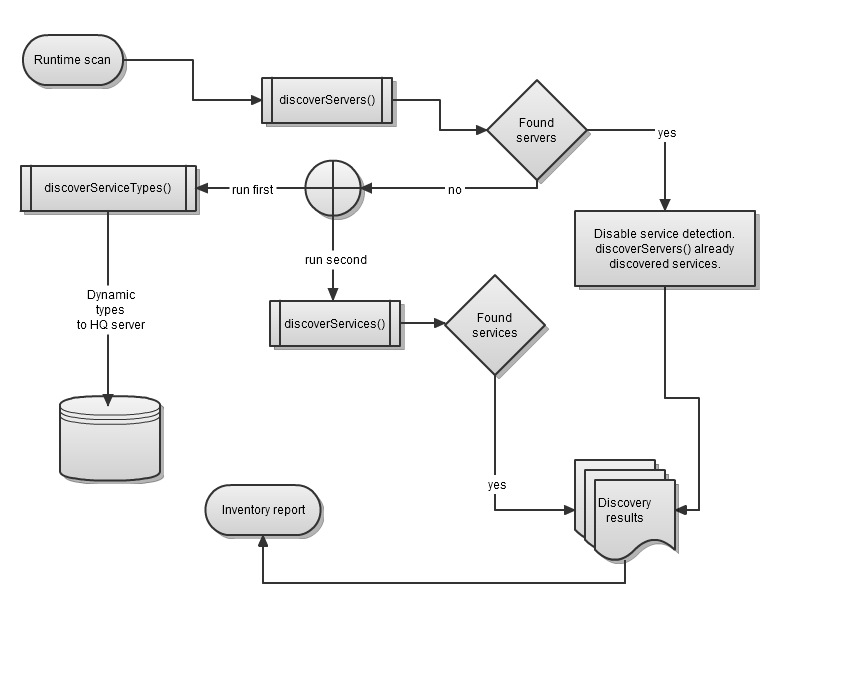 Runtime scan
discoverServers()
Found
servers
yes
discoverServiceTypes()
run first
no
Disable service detection.
discoverServers() already
discovered services.
run second
Dynamic
types
to HQ server
discoverServices()
Found
services
yes
Discovery
results
Inventory report